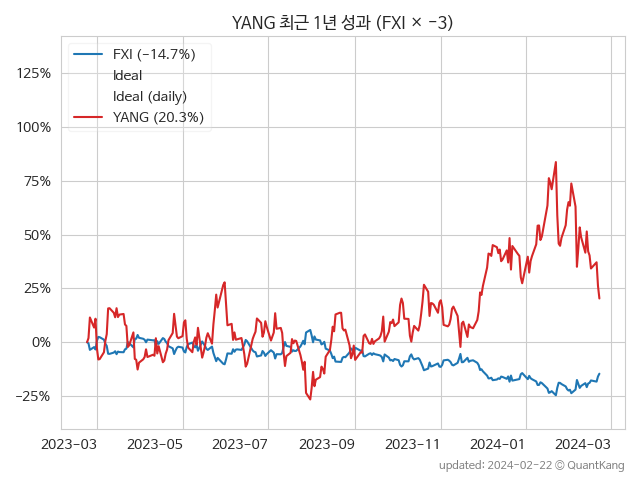 YANG 최근 1년 성과 (FXI × −3)
FXI (−14.7%)
Ideal
Ideal (daily)
YANG (20.3%)
125%
100%
75%
50%
25%
0%
−25%
2023-03 2023-05 2023-07 2023-09 2023-11 2024-01 2024-03
updated: 2024-02-22 © QuantKang